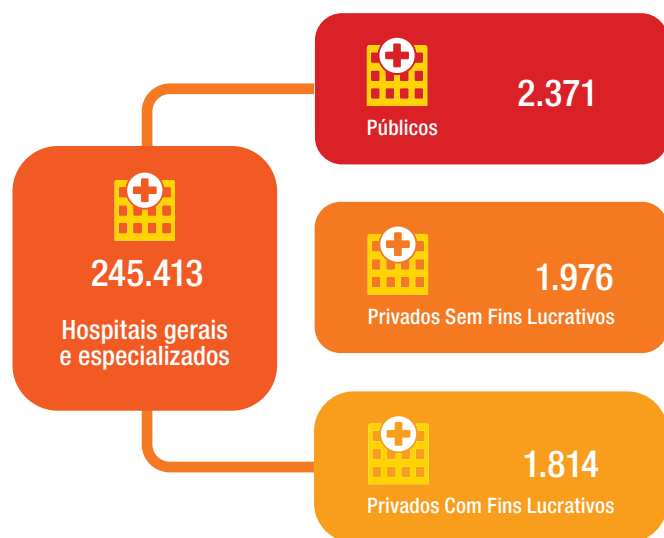 2.371
Públicos
245.413
Hospitais gerais
e especializados
1.976
Privados Sem Fins Lucrativos
1.814
Privados Com Fins Lucrativos